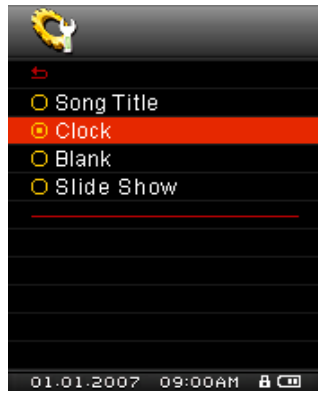 Song Title
Clock
Blank
Slide Show
01.01.2007 09:00AM